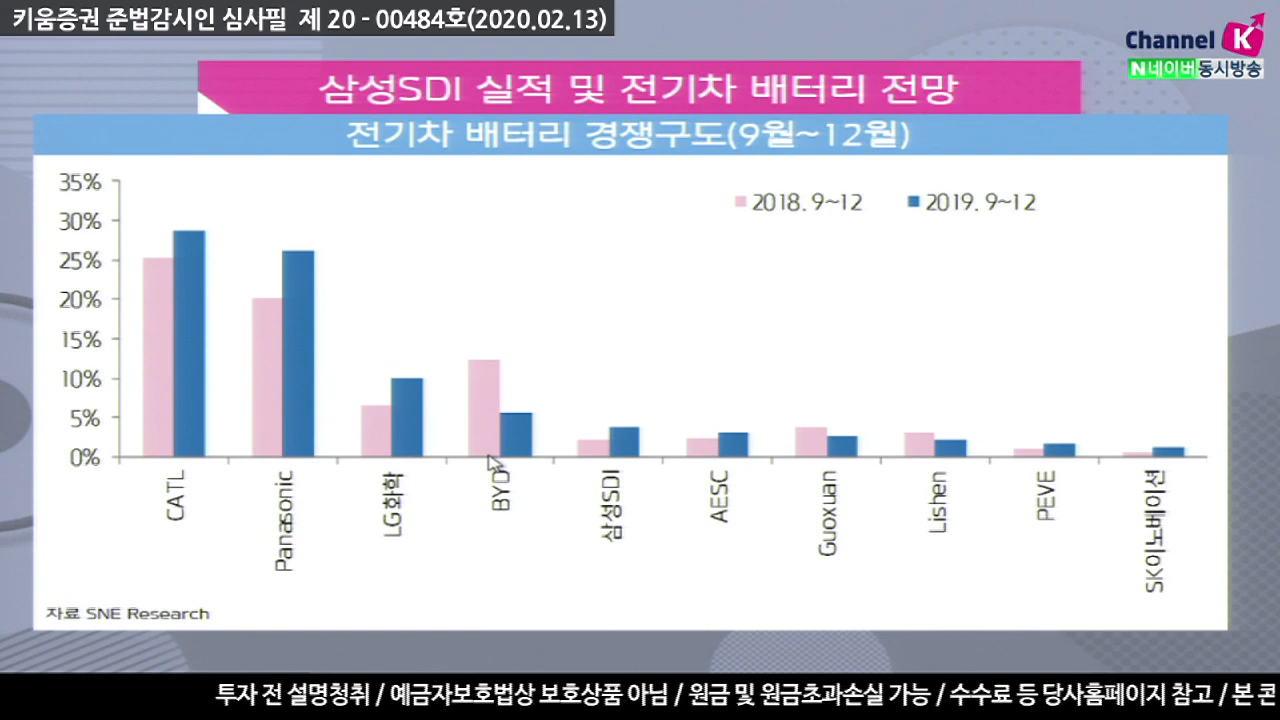 키움증권 준법감시인 심사필 제 20 - 00484호(2020.02.13)
Channel K
N 네이버 동시방송
삼성SDI 실적 및 전기차 배터리 전망
전기차 배터리 경쟁구도(9월~12월)
2018. 9~12
2019. 9~12
35%
30%
25%
20%
15%
10%
5%
0%
CATL
Panasonic
LG화학
BYD
삼성SDI
AESC
Guoxuan
Lishen
PEVE
SK이노베이션
자료 SNE Research
투자 전 설명청취 / 예금자보호법상 보호상품 아님 / 원금 및 원금초과손실 가능 / 수수료 등 당사홈페이지 참고 / 본 콘